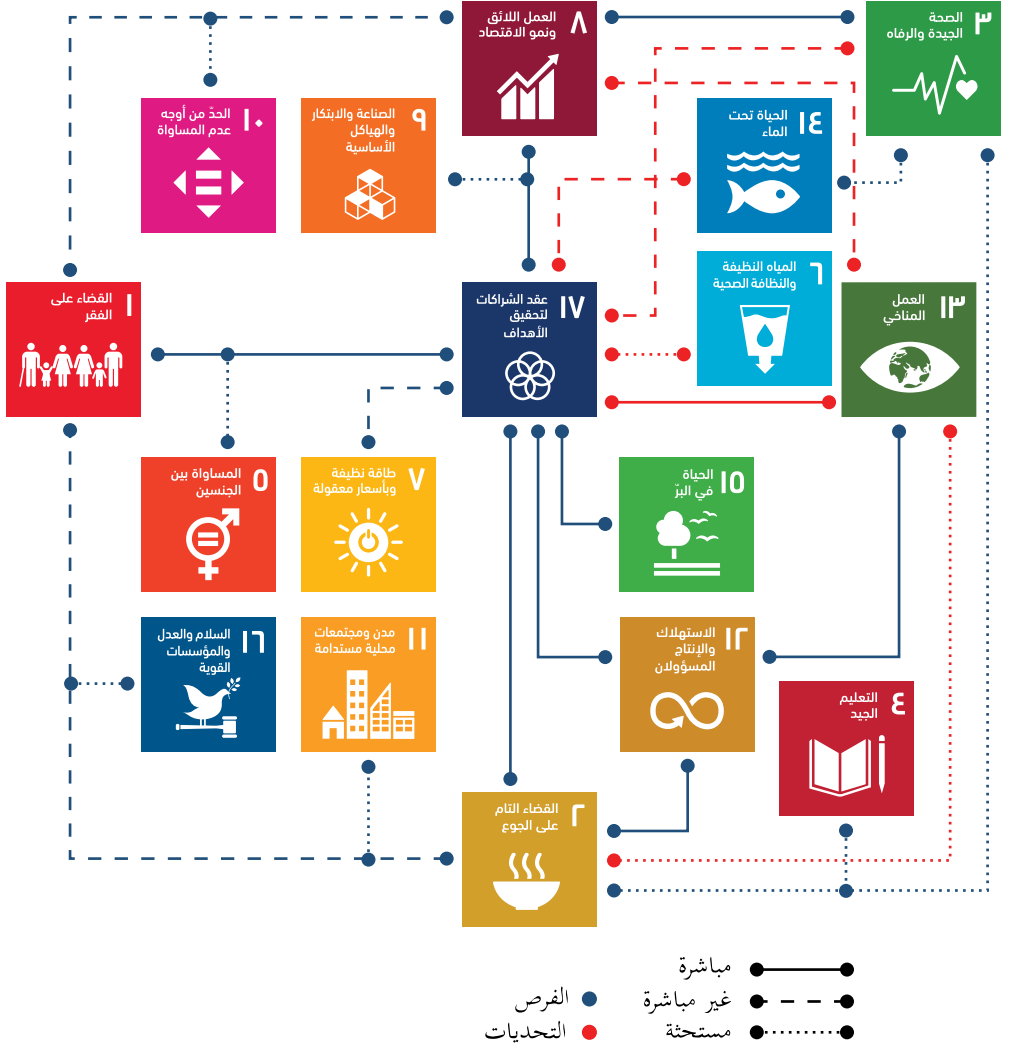 ٨ العمل اللائق
ونمو الاقتصاد
٣ الصحة
الجيدة والرفاه
١٠ الحدّ من أوجه
عدم المساواة
٩ الصناعة والابتكار
والهياكل
الأساسية
١٤ الحياة تحت
الماء
٦ المياه النظيفة
والنظافة الصحية
١ القضاء على
الفقر
١٧ عقد الشراكات
لتحقيق
الأهداف
١٣ العمل
المناخي
٥ المساواة بين
الجنسين
٧ طاقة نظيفة
وبأسعار معقولة
١٥ الحياة
في البرّ
١٦ السلام والعدل
والمؤسسات
القوية
١١ مدن ومجتمعات
محلية مستدامة
١٢ الاستهلاك
والإنتاج
المسؤولان
٤ التعليم
الجيد
٢ القضاء التام
على الجوع
مباشرة
غير مباشرة
مستحثة
الفرص
التحديات